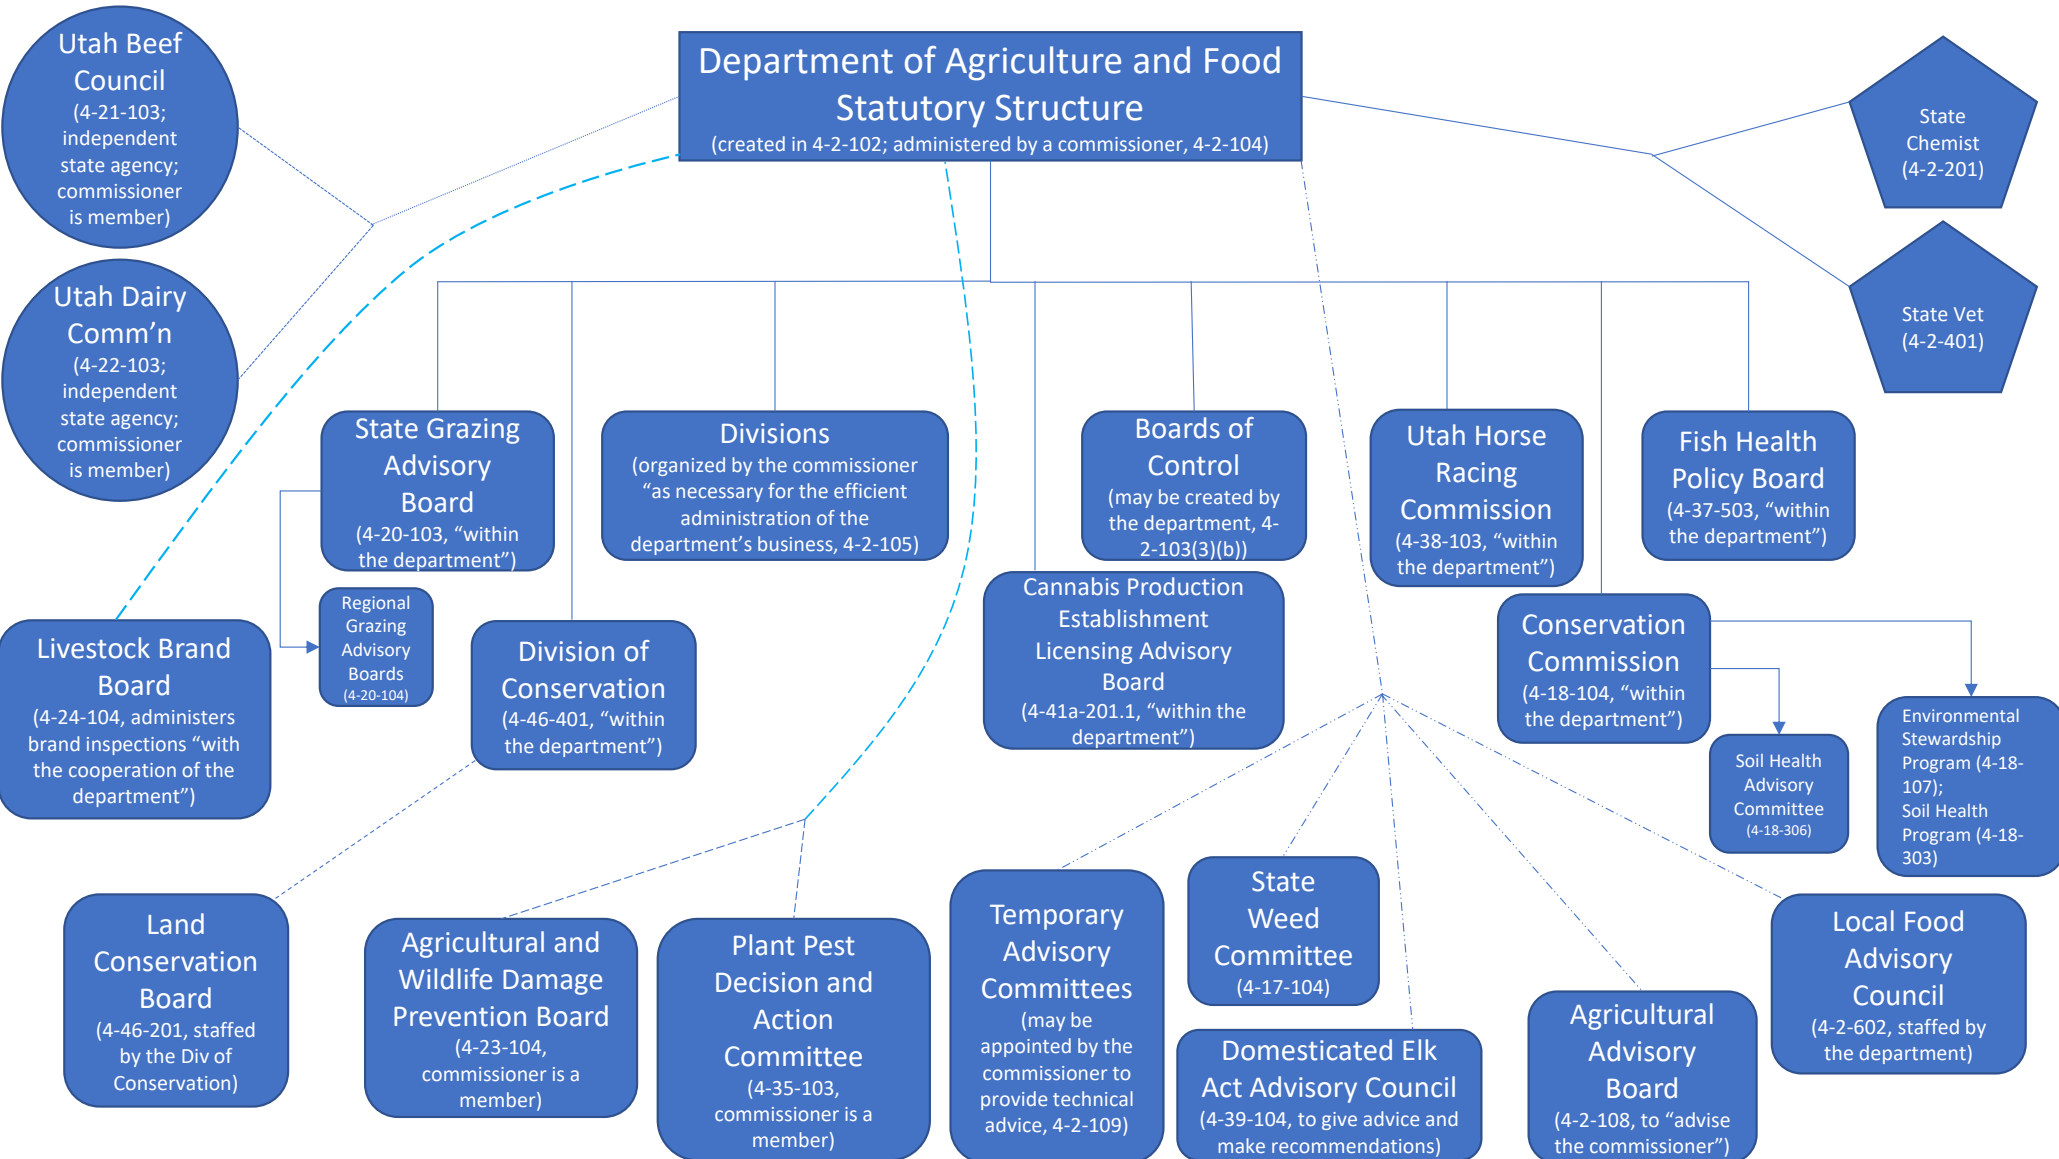 Department of Agriculture and Food
Statutory Structure
(created in 4-2-102; administered by a commissioner, 4-2-104)
Utah Beef
Council
(4-21-103;
independent
state agency;
commissioner
is member)
Utah Dairy
Comm’n
(4-22-103;
independent
state agency;
commissioner
is member)
State
Chemist
(4-2-201)
State Vet
(4-2-401)
State Grazing
Advisory
Board
(4-20-103, “within
the department”)
Regional
Grazing
Advisory
Boards
(4-20-104)
Divisions
(organized by the commissioner
“as necessary for the efficient
administration of the
department’s business, 4-2-105)
Boards of
Control
(may be created by
the department, 4-
2-103(3)(b))
Utah Horse
Racing
Commission
(4-38-103, “within
the department”)
Fish Health
Policy Board
(4-37-503, “within
the department”)
Livestock Brand
Board
(4-24-104, administers
brand inspections “with
the cooperation of the
department”)
Division of
Conservation
(4-46-401, “within
the department”)
Cannabis Production
Establishment
Licensing Advisory
Board
(4-41a-201.1, “within the
department”)
Conservation
Commission
(4-18-104, “within
the department”)
Soil Health
Advisory
Committee
(4-18-306)
Environmental
Stewardship
Program (4-18-
107);
Soil Health
Program (4-18-
303)
Land
Conservation
Board
(4-46-201, staffed
by the Div of
Conservation)
Agricultural and
Wildlife Damage
Prevention Board
(4-23-104,
commissioner is a
member)
Plant Pest
Decision and
Action
Committee
(4-35-103,
commissioner is a
member)
Temporary
Advisory
Committees
(may be
appointed by the
commissioner to
provide technical
advice, 4-2-109)
State
Weed
Committee
(4-17-104)
Domesticated Elk
Act Advisory Council
(4-39-104, to give advice and
make recommendations)
Agricultural
Advisory
Board
(4-2-108, to “advise
the commissioner”)
Local Food
Advisory
Council
(4-2-602, staffed by
the department)